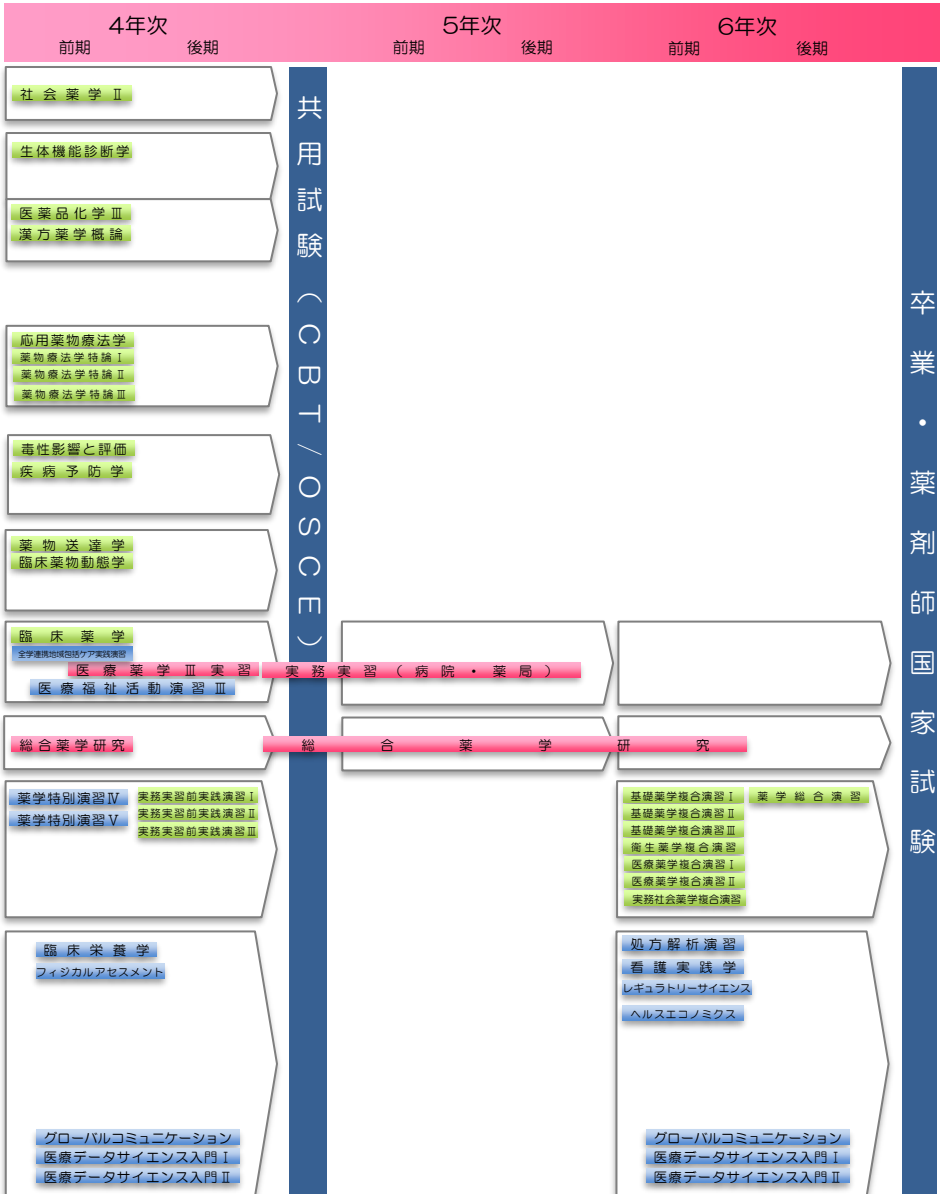 4年次 5年次 6年次
前期 後期 前期 後期 前期 後期
社会薬学Ⅱ
生体機能診断学
医薬品化学Ⅲ
漢方薬学概論
応用薬物療法学
薬物療法学特論Ⅰ
薬物療法学特論Ⅱ
薬物療法学特論Ⅲ
毒性影響と評価
疾病予防学
薬物送達学
臨床薬物動態学
臨床薬学
全学連携地域包括ケア実践演習
医療薬学Ⅲ実習
医療福祉活動演習Ⅲ
総合薬学研究
薬学特別演習Ⅳ
薬学特別演習Ⅴ
実務実習前実践演習Ⅰ
実務実習前実践演習Ⅱ
実務実習前実践演習Ⅲ
臨床栄養学
フィジカルアセスメント
グローバルコミュニケーション
医療データサイエンス入門Ⅰ
医療データサイエンス入門Ⅱ
共用試験(CBT/OSCE)
実務実習(病院・薬局)
総合薬学研究
基礎薬学複合演習Ⅰ
基礎薬学複合演習Ⅱ
基礎薬学複合演習Ⅲ
衛生薬学複合演習
医療薬学複合演習Ⅰ
医療薬学複合演習Ⅱ
実務社会薬学複合演習
薬学総合演習
処方解析演習
看護実践学
レギュラトリーサイエンス
ヘルスエコノミクス
グローバルコミュニケーション
医療データサイエンス入門Ⅰ
医療データサイエンス入門Ⅱ
卒業・薬剤師国家試験